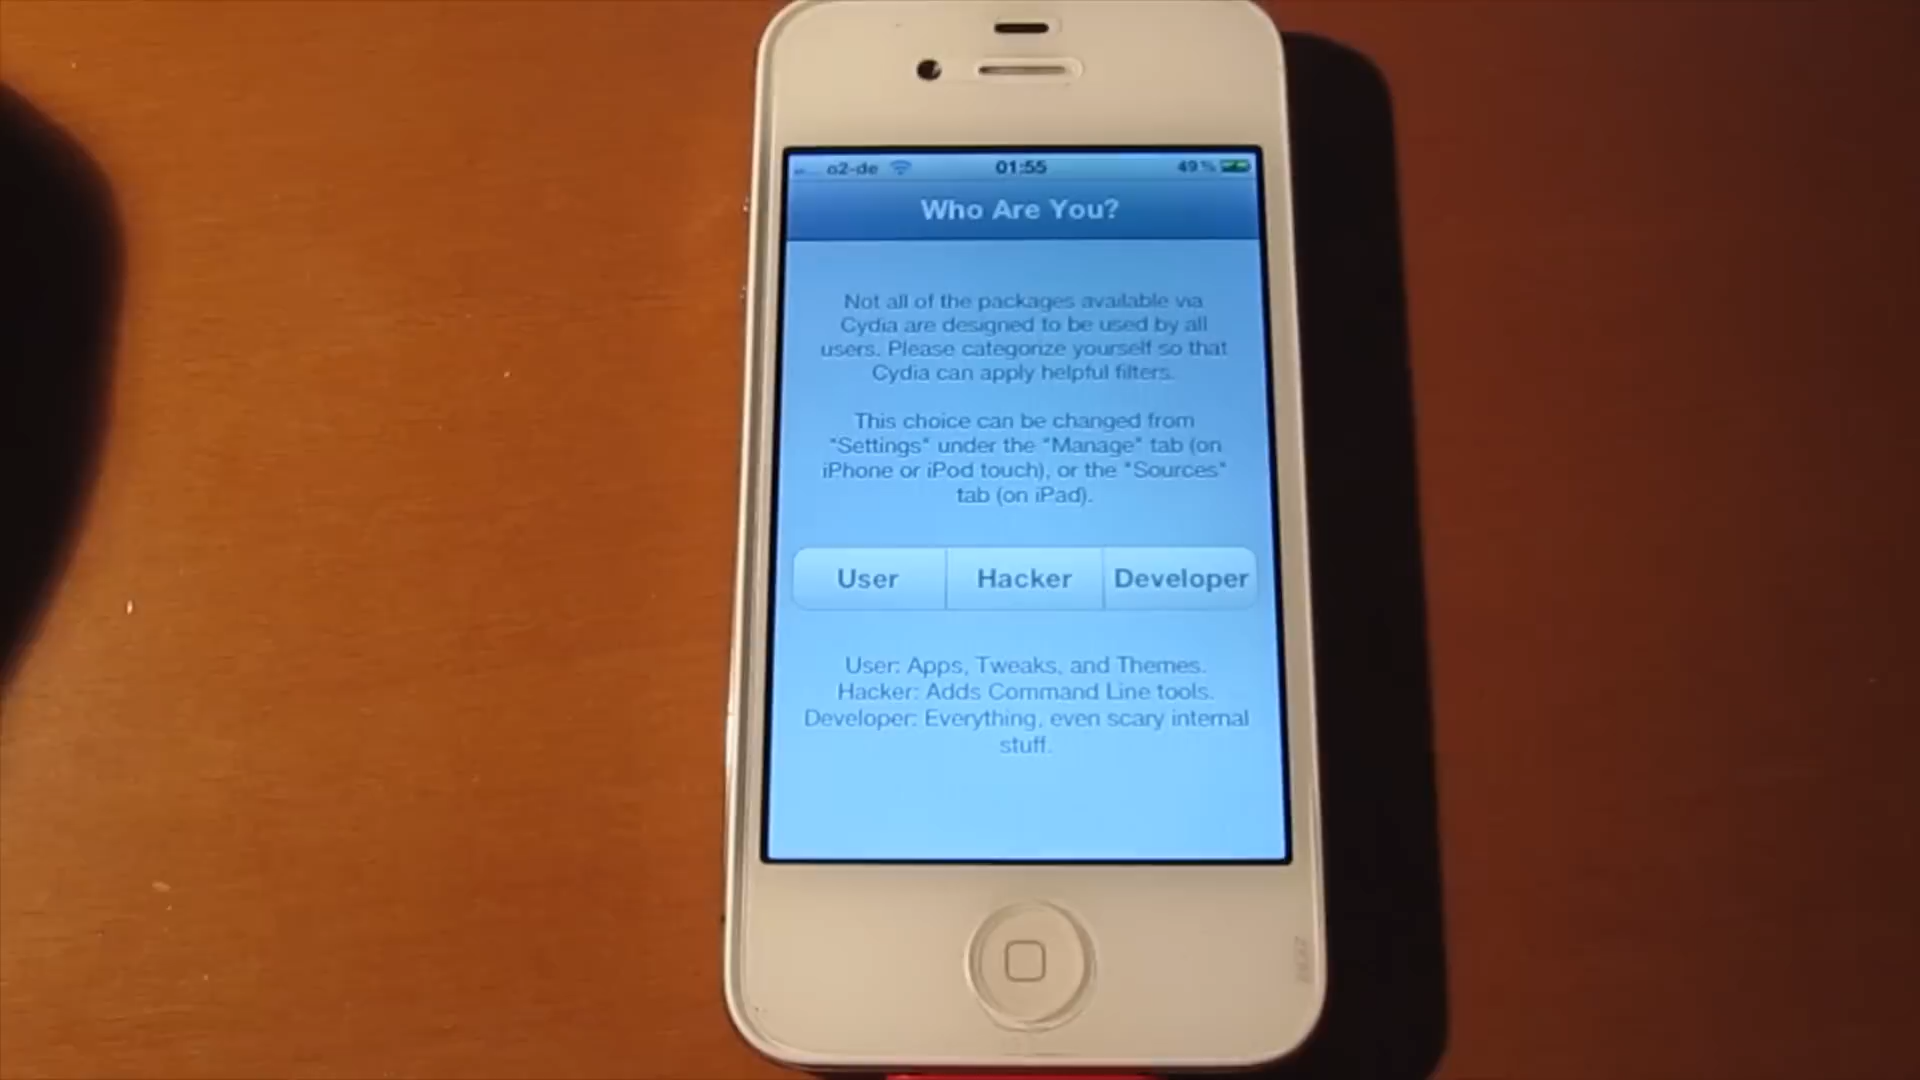 o2-de 01:55 49%
Who Are You?
Not all of the packages available via
Cydia are designed to be used by all
users. Please categorize yourself so that
Cydia can apply helpful filters.
This choice can be changed from
"Settings" under the "Manage" tab (on
iPhone or iPod touch), or the "Sources"
tab (on iPad).
User Hacker Developer
User: Apps, Tweaks, and Themes.
Hacker: Adds Command Line tools.
Developer: Everything, even scary internal
stuff.